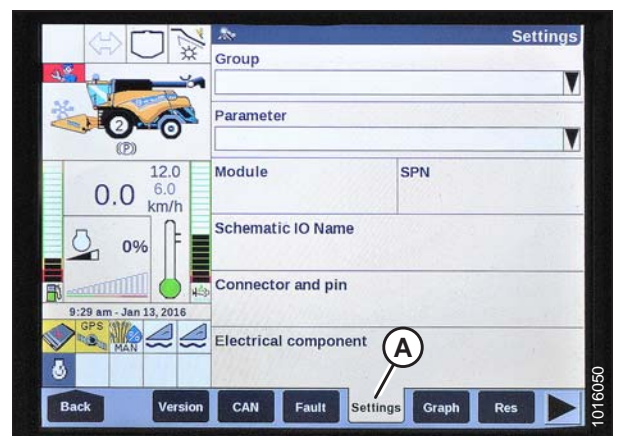 Settings
Group
Parameter
2
(P)
12.0
6.0
0.0
km/h
Module
SPN
0%
Schematic IO Name
Connector and pin
9:29 am - Jan 13, 2016
GPS
MAN
%
Electrical component
A
Back
Version
CAN
Fault
Settings
Graph
Res
1016050